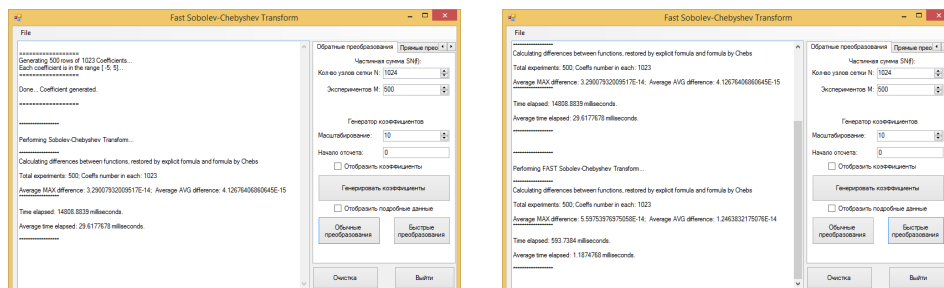 Fast Sobolev-Chebyshev Transform
File
==================
Generating 500 rows of 1023 Coefficients...
Each coefficient is in the range [ -5; 5]...
==================
Done... Coefficient generated.
==================
******************
Performing Sobolev-Chebyshev Transfom...
******************
Calculating differences between functions, restored by explicit formula and formula by Chebs
Total experiments: 500; Coeffs number in each: 1023
Average MAX difference: 3.29007932009517E-14; Average AVG difference: 4.12676406860645E-15
******************
Time elapsed: 14808.8839 milliseconds.
Average time elapsed: 29.6177678 milliseconds.
******************
Обратные преобразования Прямые прео
Частичная сумма SN(f):
Кол-во узлов сетки N: 1024
Экспериментов M: 500
Генератор коэффициентов
Масштабирование: 10
Начало отсчета: 0
Отобразить коэффициенты
Генерировать коэффициенты
Отобразить подробные данные
Обычные преобразования
Быстрые преобразования
Очистка Выйти
Fast Sobolev-Chebyshev Transform
File
******************
Calculating differences between functions, restored by explicit formula and formula by Chebs
Total experiments: 500; Coeffs number in each: 1023
Average MAX difference: 3.29007932009517E-14; Average AVG difference: 4.12676406860645E-15
******************
Time elapsed: 14808.8839 milliseconds.
Average time elapsed: 29.6177678 milliseconds.
******************
******************
Perfoming FAST Sobolev-Chebyshev Transfom...
******************
Calculating differences between functions, restored by explicit formula and formula by Chebs
Total experiments: 500; Coeffs number in each: 1023
Average MAX difference: 5.59753976975058E-14; Average AVG difference: 1.2463832175076E-14
******************
Time elapsed: 593.7384 milliseconds.
Average time elapsed: 1.1874768 milliseconds.
******************
Обратные преобразования Прямые прео
Частичная сумма SN(f):
Кол-во узлов сетки N: 1024
Экспериментов M: 500
Генератор коэффициентов
Масштабирование: 10
Начало отсчета: 0
Отобразить коэффициенты
Генерировать коэффициенты
Отобразить подробные данные
Обычные преобразования
Быстрые преобразования
Очистка Выйти